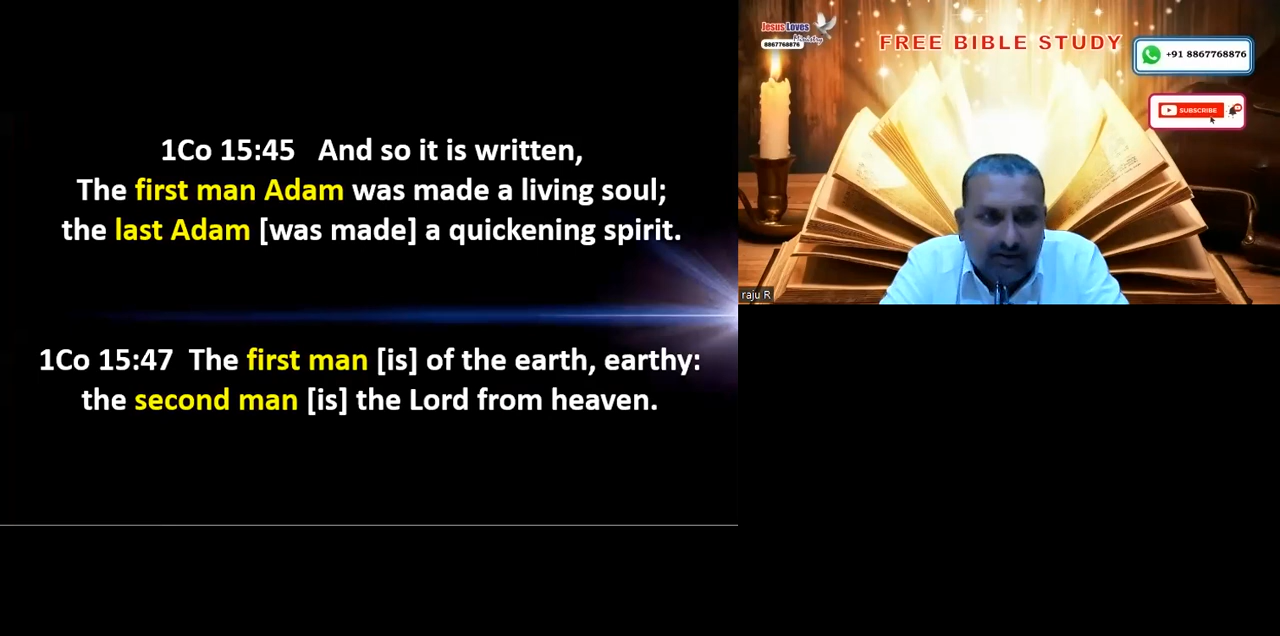 1Co 15:45 And so it is written,
The first man Adam was made a living soul;
the last Adam [was made] a quickening spirit.
1Co 15:47 The first man [is] of the earth, earthy:
the second man [is] the Lord from heaven.
Jesus Loves
Ministry
8867768876
FREE BIBLE STUDY
+91 8867768876
SUBSCRIBE
raju R